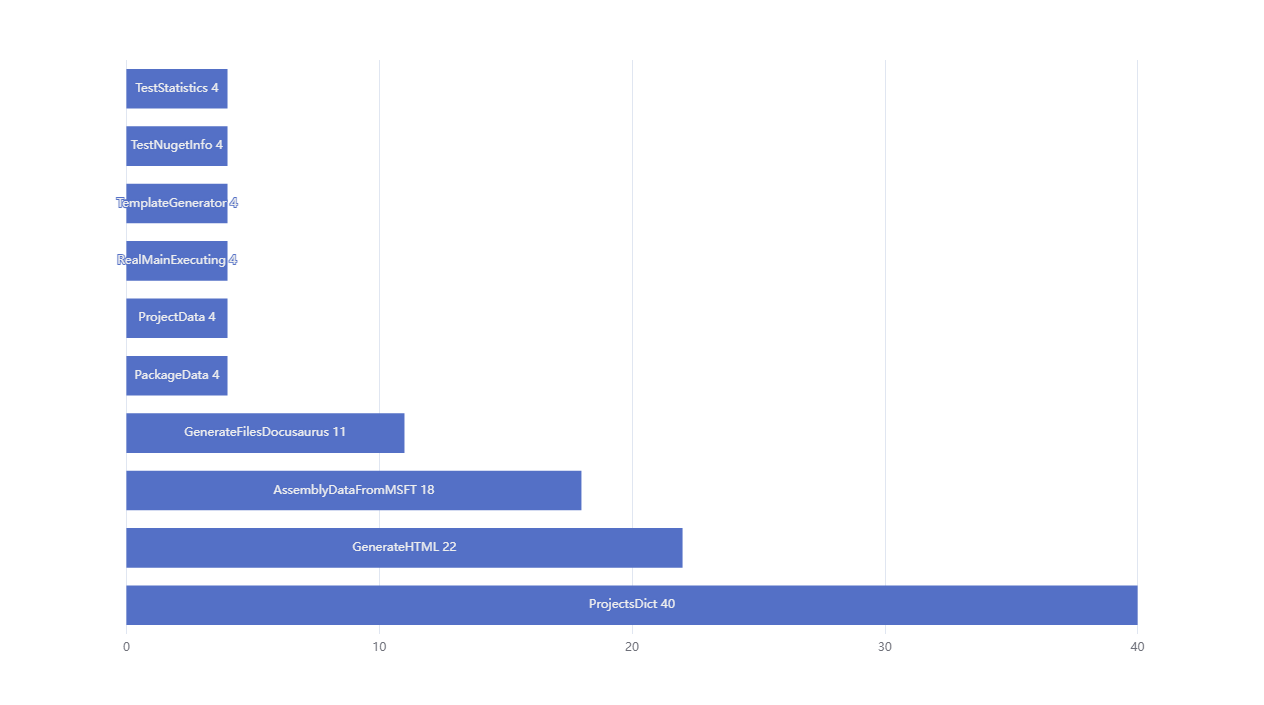 TestStatistics 4
TestNugetInfo 4
TemplateGenerator 4
RealMainExecuting 4
ProjectData 4
PackageData 4
GenerateFilesDocusaurus 11
AssemblyDataFromMSFT 18
GenerateHTML 22
ProjectsDict 40
0 10 20 30 40